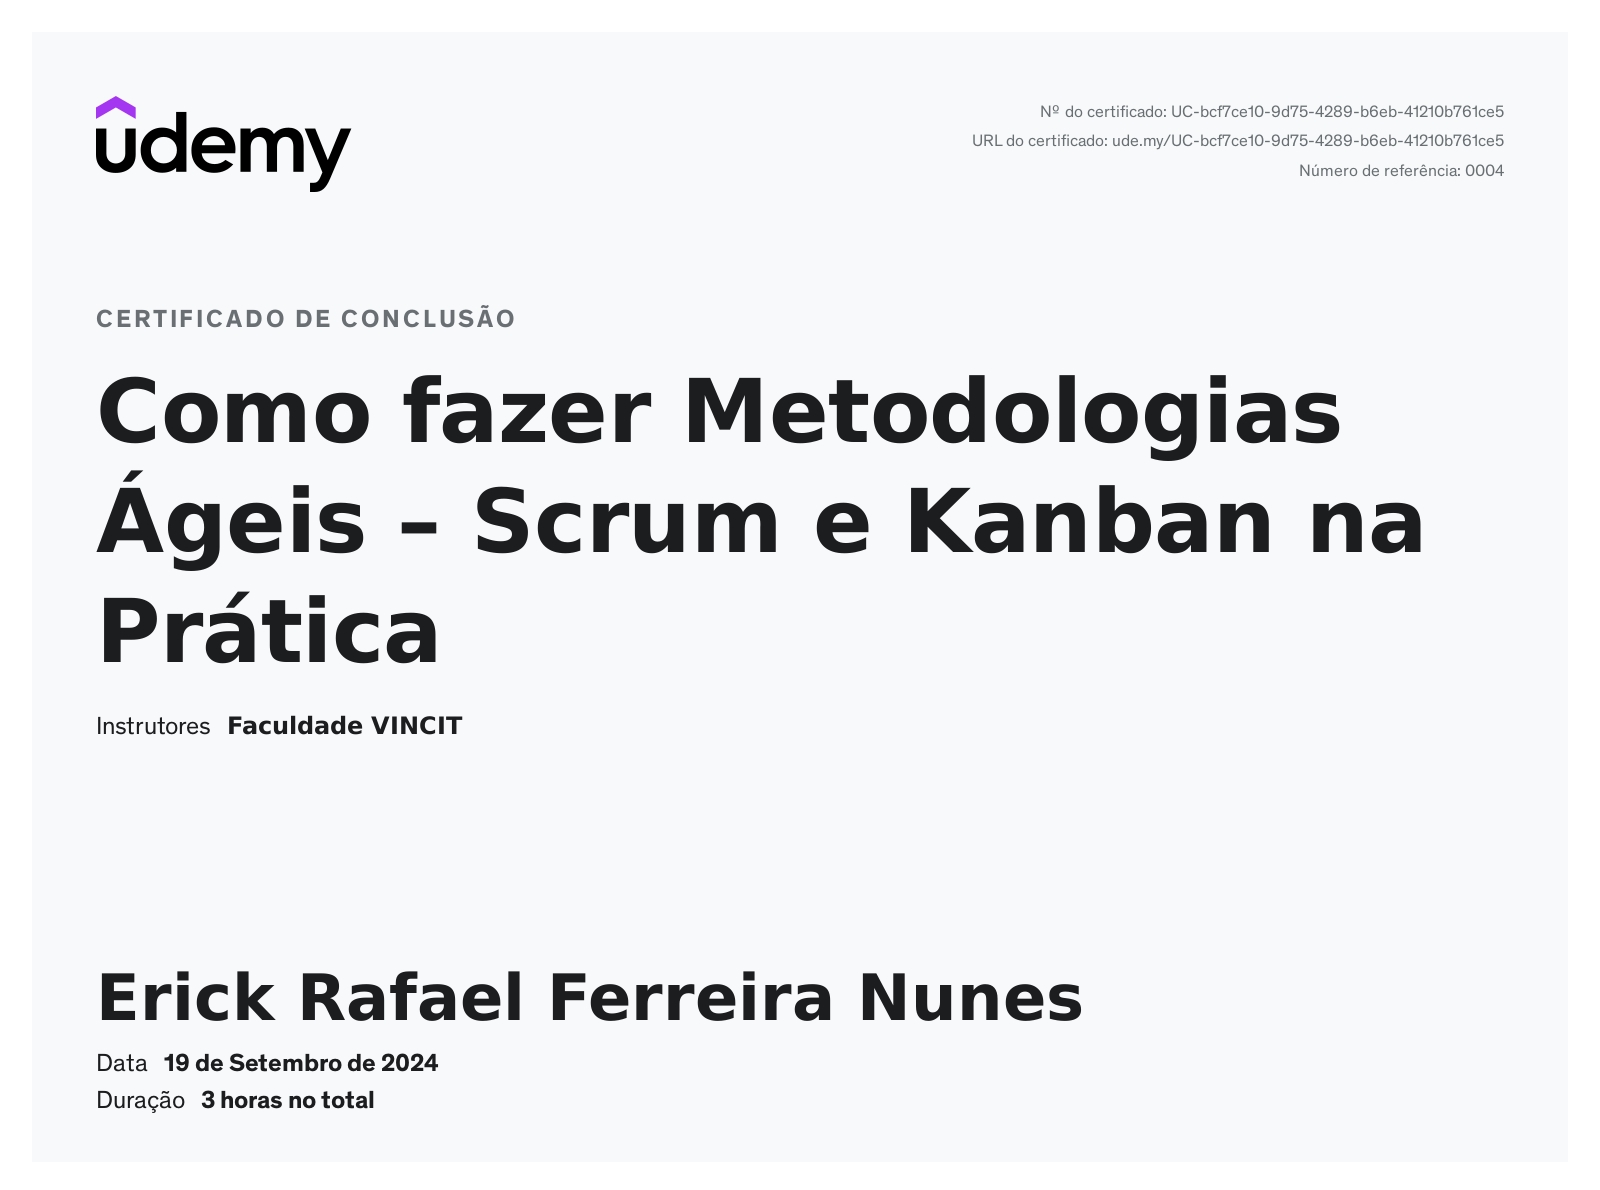 udemy
Nº do certificado: UC-bcf7ce10-9d75-4289-b6eb-41210b761ce5
URL do certificado: ude.my/UC-bcf7ce10-9d75-4289-b6eb-41210b761ce5
Número de referência: 0004
CERTIFICADO DE CONCLUSÃO
Como fazer Metodologias
Ágeis – Scrum e Kanban na
Prática
Instrutores Faculdade VINCIT
Erick Rafael Ferreira Nunes
Data 19 de Setembro de 2024
Duração 3 horas no total